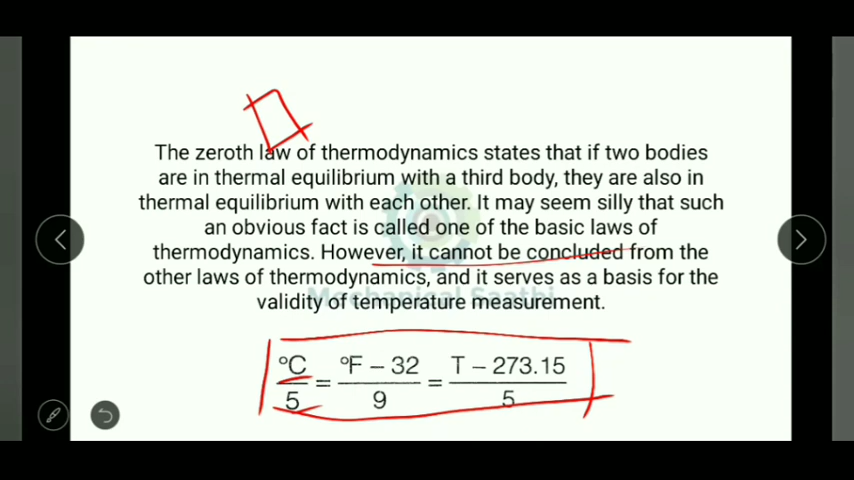 The zeroth law of thermodynamics states that if two bodies
are in thermal equilibrium with a third body, they are also in
thermal equilibrium with each other. It may seem silly that such
an obvious fact is called one of the basic laws of
thermodynamics. However, it cannot be concluded from the
other laws of thermodynamics, and it serves as a basis for the
validity of temperature measurement.
Mechanical Saathi
°C/5 = °F – 32/9 = T – 273.15/5